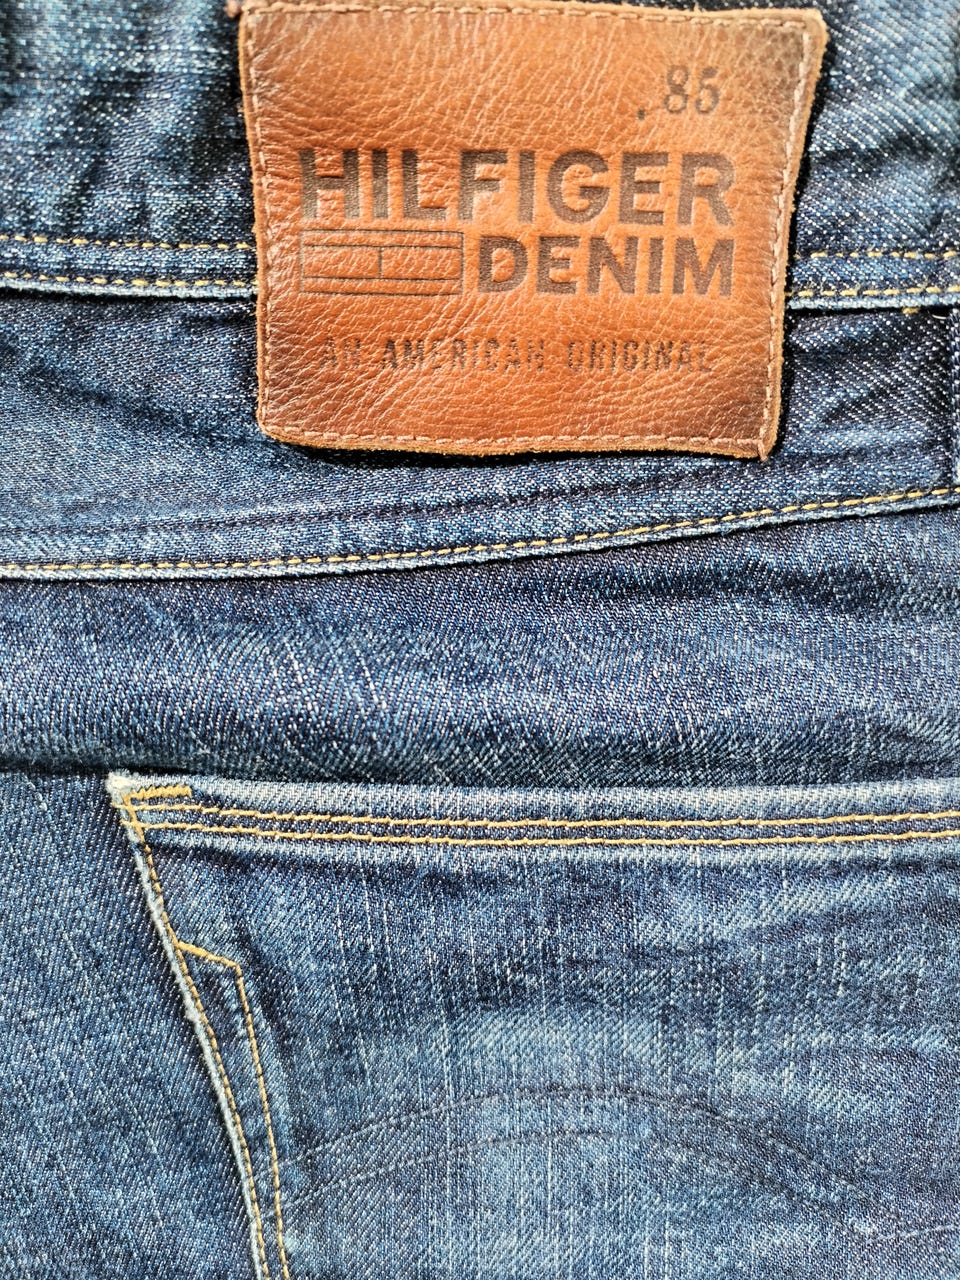 .85
HILFIGER
DENIM
AN AMERICAN ORIGINAL